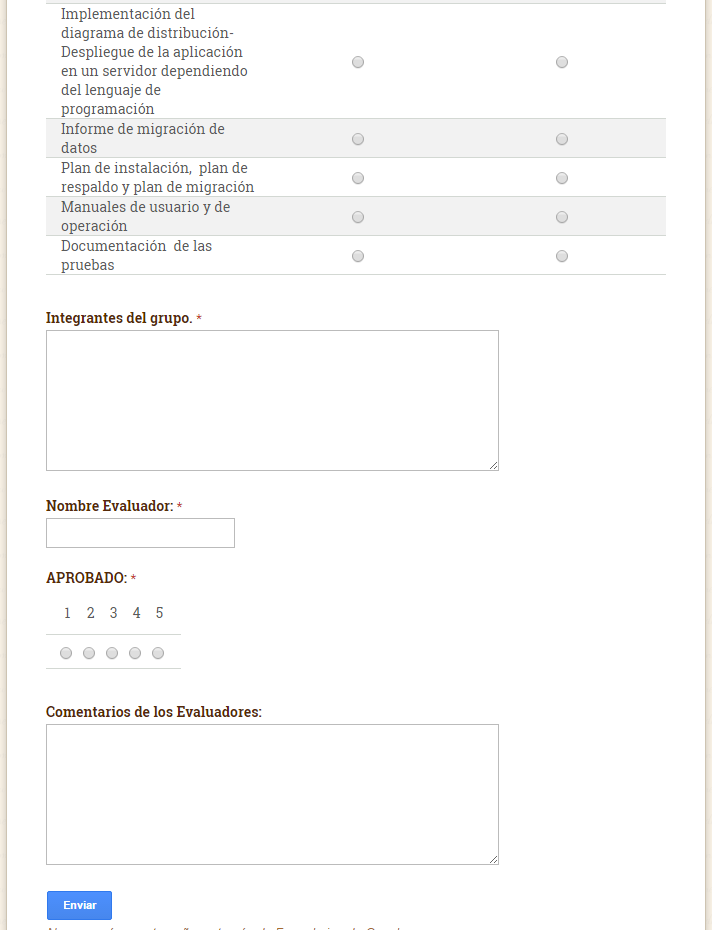 Implementación del
diagrama de distribución-
Despliegue de la aplicación
en un servidor dependiendo
del lenguaje de
programación
Informe de migración de
datos
Plan de instalación, plan de
respaldo y plan de migración
Manuales de usuario y de
operación
Documentación de las
pruebas
Integrantes del grupo. *
Nombre Evaluador: *
APROBADO: *
1 2 3 4 5
Comentarios de los Evaluadores:
Enviar